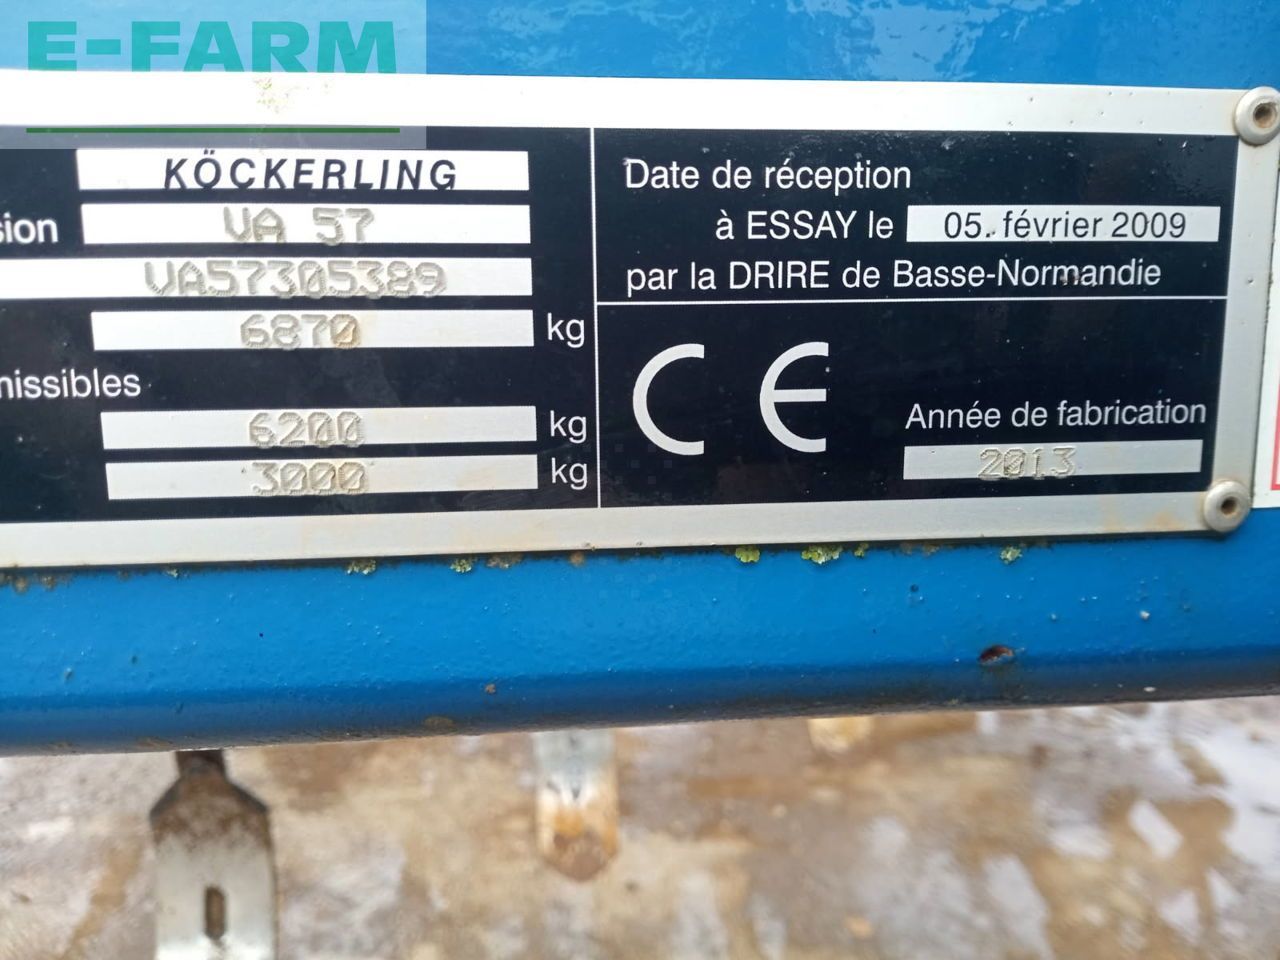 E-FARM
KÖCKERLING
sion VA 57
VA57305389
6870 kg
missibles
6200 kg
3000 kg
Date de réception
à ESSAY le 05. février 2009
par la DRIRE de Basse-Normandie
CE
Année de fabrication
2013